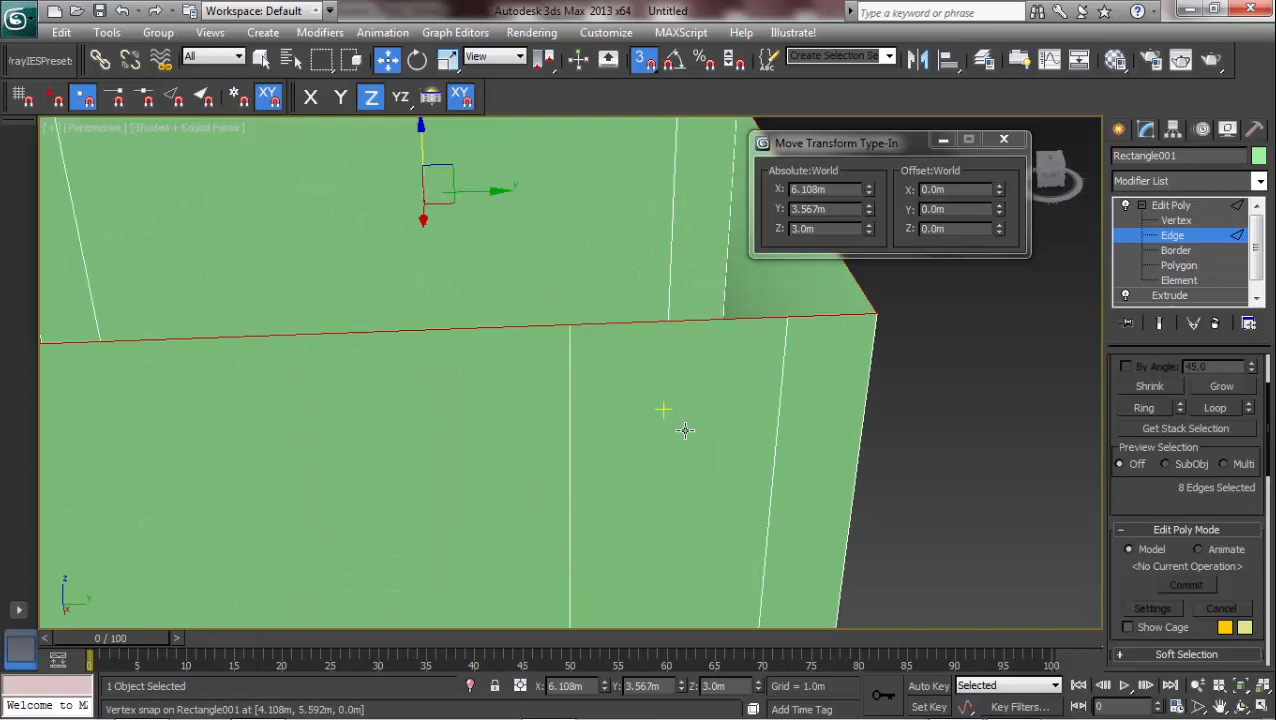 Workspace: Default
Autodesk 3ds Max 2013 x64 Untitled
Type a keyword or phrase
Edit Tools Group Views Create Modifiers Animation Graph Editors Rendering Customize MAXScript Help Illustrate!
rayIESPreset
All
View
3
Create Selection Se
X Y Z YZ
XY
XY
[ + ] [Perspective ] [Shaded + Edged Faces ]
Move Transform Type-In
Absolute:World
Offset:World
X: 6.108m
X: 0.0m
Y: 3.567m
Y: 0.0m
Z: 3.0m
Z: 0.0m
Rectangle001
Modifier List
Edit Poly
Vertex
Edge
Border
Polygon
Element
Extrude
By Angle: 45.0
Shrink Grow
Ring Loop
Get Stack Selection
Preview Selection
Off SubObj Multi
8 Edges Selected
Edit Poly Mode
Model Animate
<No Current Operation>
Commit
Settings Cancel
Show Cage
Soft Selection
z
y
x
y
0 / 100
0 5 10 15 20 25 30 35 40 45 50 55 60 65 70 75 80 85 90 95 100
1 Object Selected
X: 6.108m Y: 3.567m Z: 3.0m
Grid = 1.0m
Auto Key
Selected
Welcome to M
Vertex snap on Rectangle001 at [4.108m, 5.592m, 0.0m]
Add Time Tag
Set Key
Key Filters...
0